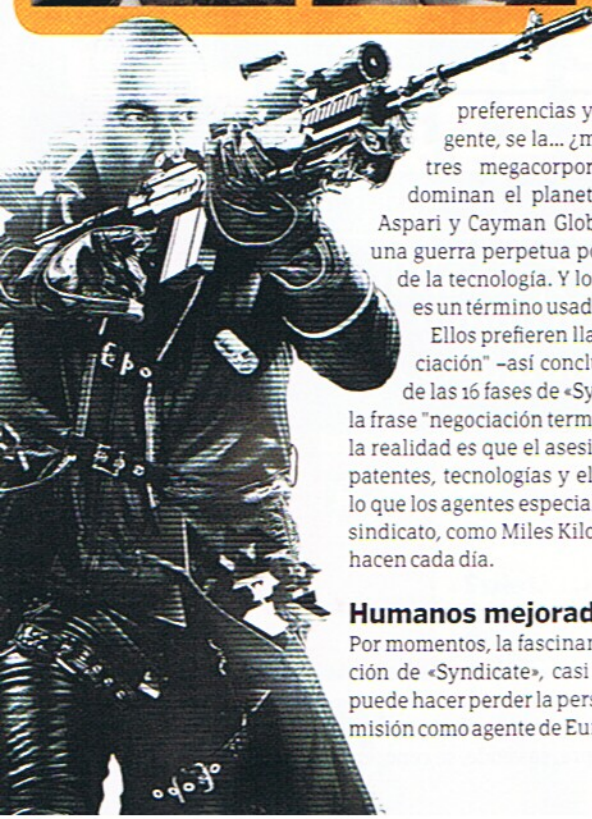 preferencias y
gente, se la... ¿m
tres megacorpor
dominan el planet
Aspari y Cayman Glob
una guerra perpetua po
de la tecnología. Y lo
es un término usad
Ellos prefieren lla
ciación" –así conclu
de las 16 fases de «Sy
la frase "negociación term
la realidad es que el asesi
patentes, tecnologías y el
lo que los agentes especia
sindicato, como Miles Kilo
hacen cada día.
Humanos mejorad
Por momentos, la fascinar
ción de «Syndicate», casi
puede hacer perder la pers
misión como agente de Eur